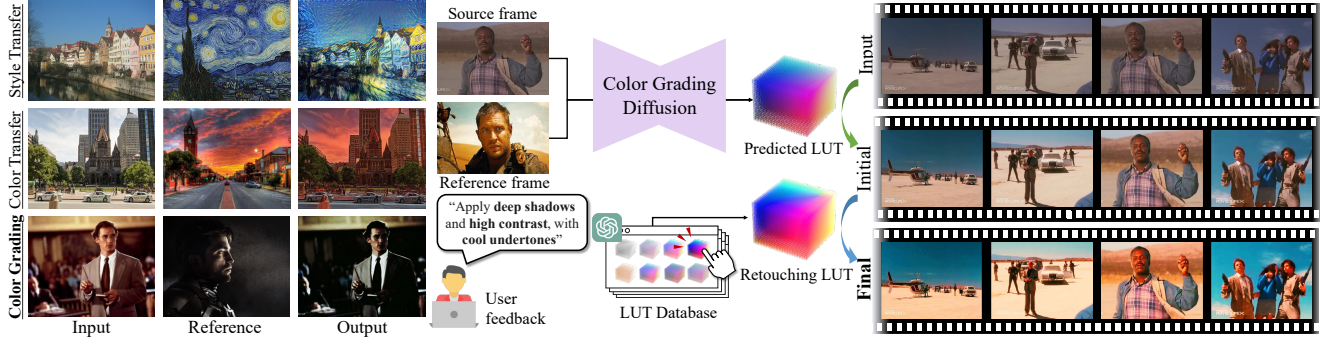 Style Transfer
Color Transfer
Color Grading
Input
Reference
Output
Source frame
Reference frame
Color Grading
Diffusion
Predicted LUT
“Apply deep shadows
and high contrast, with
cool undertones”
User
feedback
LUT Database
Retouching LUT
Input
Initial
Final